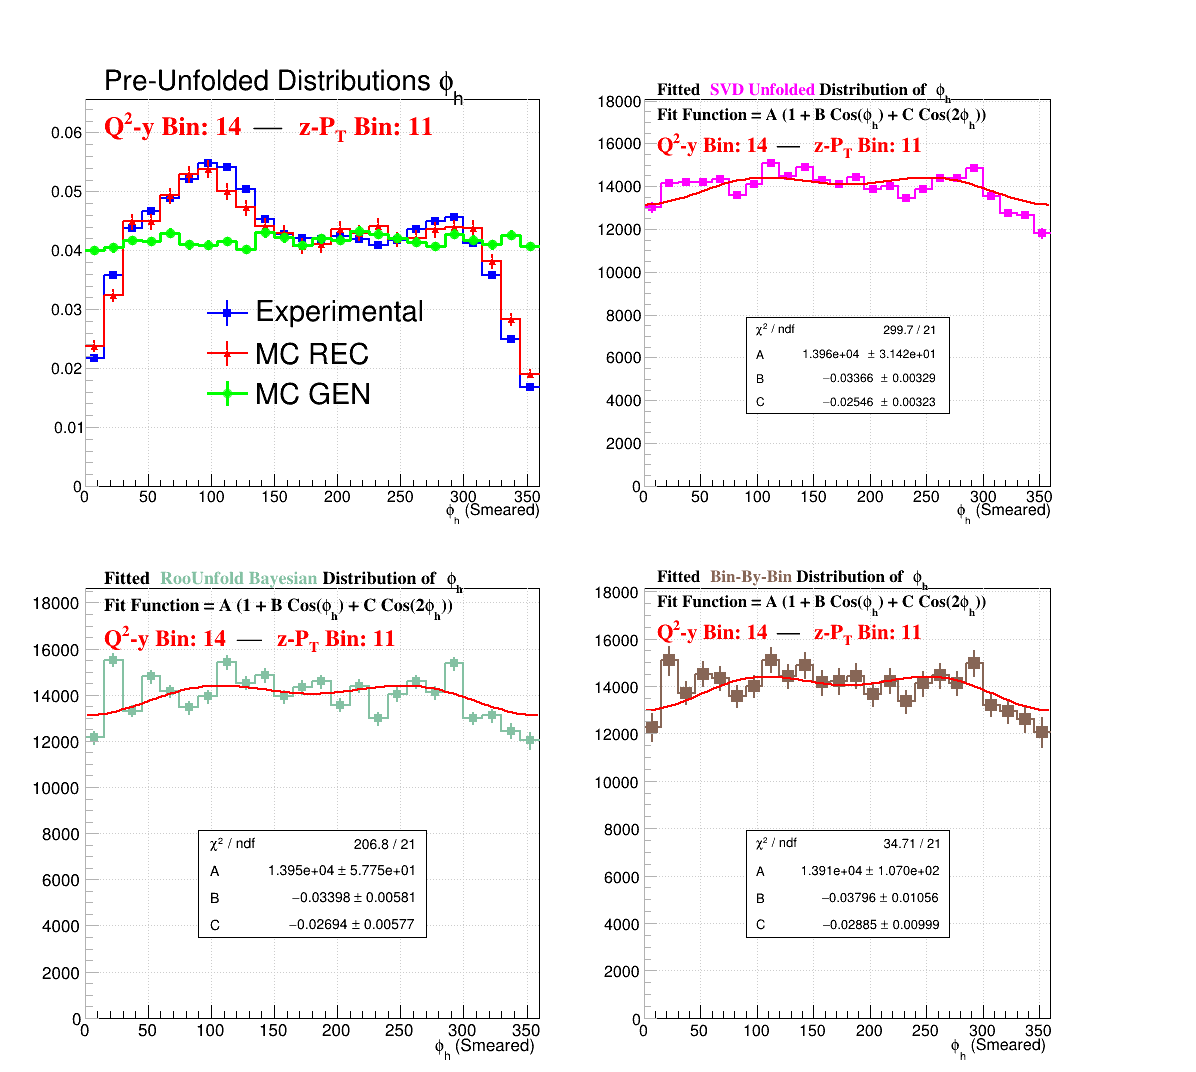 Pre-Unfolded Distributions ϕh
Q²-y Bin: 14 — z-PT Bin: 11
0.06
0.05
0.04
0.03
0.02
0.01
0
Experimental
MC REC
MC GEN
0 50 100 150 200 250 300 350
ϕh (Smeared)
Fitted SVD Unfolded Distribution of ϕh
Fit Function = A (1 + B Cos(ϕh) + C Cos(2ϕh))
Q²-y Bin: 14 — z-PT Bin: 11
18000
16000
14000
12000
10000
8000
6000
4000
2000
0
χ² / ndf 299.7 / 21
A 1.396e+04 ± 3.142e+01
B −0.03366 ± 0.00329
C −0.02546 ± 0.00323
0 50 100 150 200 250 300 350
ϕh (Smeared)
Fitted RooUnfold Bayesian Distribution of ϕh
Fit Function = A (1 + B Cos(ϕh) + C Cos(2ϕh))
Q²-y Bin: 14 — z-PT Bin: 11
18000
16000
14000
12000
10000
8000
6000
4000
2000
0
χ² / ndf 206.8 / 21
A 1.395e+04 ± 5.775e+01
B −0.03398 ± 0.00581
C −0.02694 ± 0.00577
0 50 100 150 200 250 300 350
ϕh (Smeared)
Fitted Bin-By-Bin Distribution of ϕh
Fit Function = A (1 + B Cos(ϕh) + C Cos(2ϕh))
Q²-y Bin: 14 — z-PT Bin: 11
18000
16000
14000
12000
10000
8000
6000
4000
2000
0
χ² / ndf 34.71 / 21
A 1.391e+04 ± 1.070e+02
B −0.03796 ± 0.01056
C −0.02885 ± 0.00999
0 50 100 150 200 250 300 350
ϕh (Smeared)